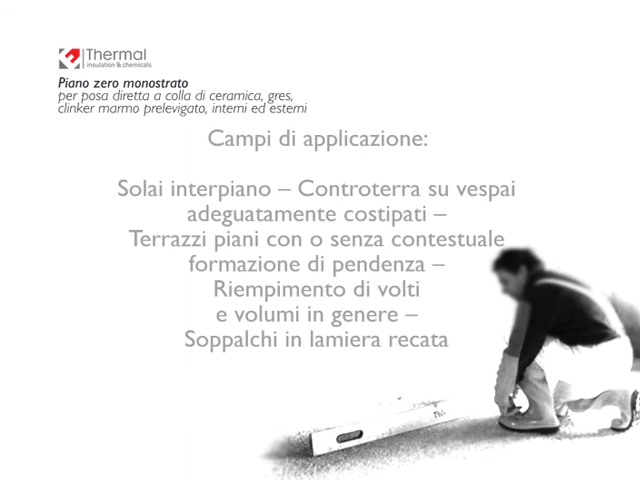 Thermal
insulation & chemicals
Piano zero monostrato
per posa diretta a colla di ceramica, gres,
clinker marmo prelevigato, interni ed esterni
Campi di applicazione:
Solai interpiano – Controterra su vespai
adeguatamente costipati –
Terrazzi piani con o senza contestuale
formazione di pendenza –
Riempimento di volti
e volumi in genere –
Soppalchi in lamiera recata